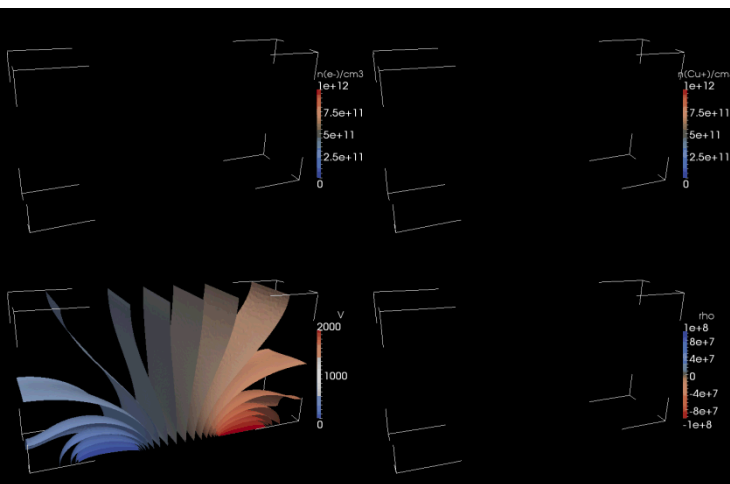 n(e-)/cm3
1e+12
7.5e+11
5e+11
2.5e+11
0
n(Cu+)/cm
1e+12
7.5e+11
5e+11
2.5e+11
0
V
2000
1000
0
rho
1e+8
8e+7
4e+7
0
-4e+7
-8e+7
-1e+8